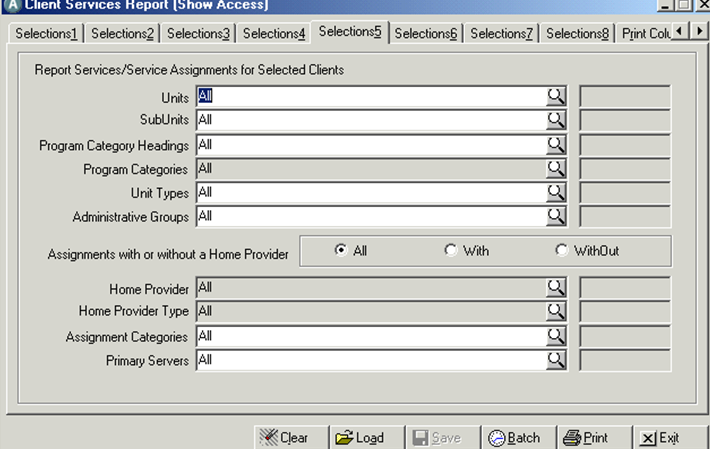 A Client Services Report (Show Access)
Selections1 Selections2 Selections3 Selections4 Selections5 Selections6 Selections7 Selections8 Print Colu
Report Services/Service Assignments for Selected Clients
Units All
SubUnits All
Program Category Headings All
Program Categories All
Unit Types All
Administrative Groups All
Assignments with or without a Home Provider All With WithOut
Home Provider All
Home Provider Type All
Assignment Categories All
Primary Servers All
Clear Load Save Batch Print Exit